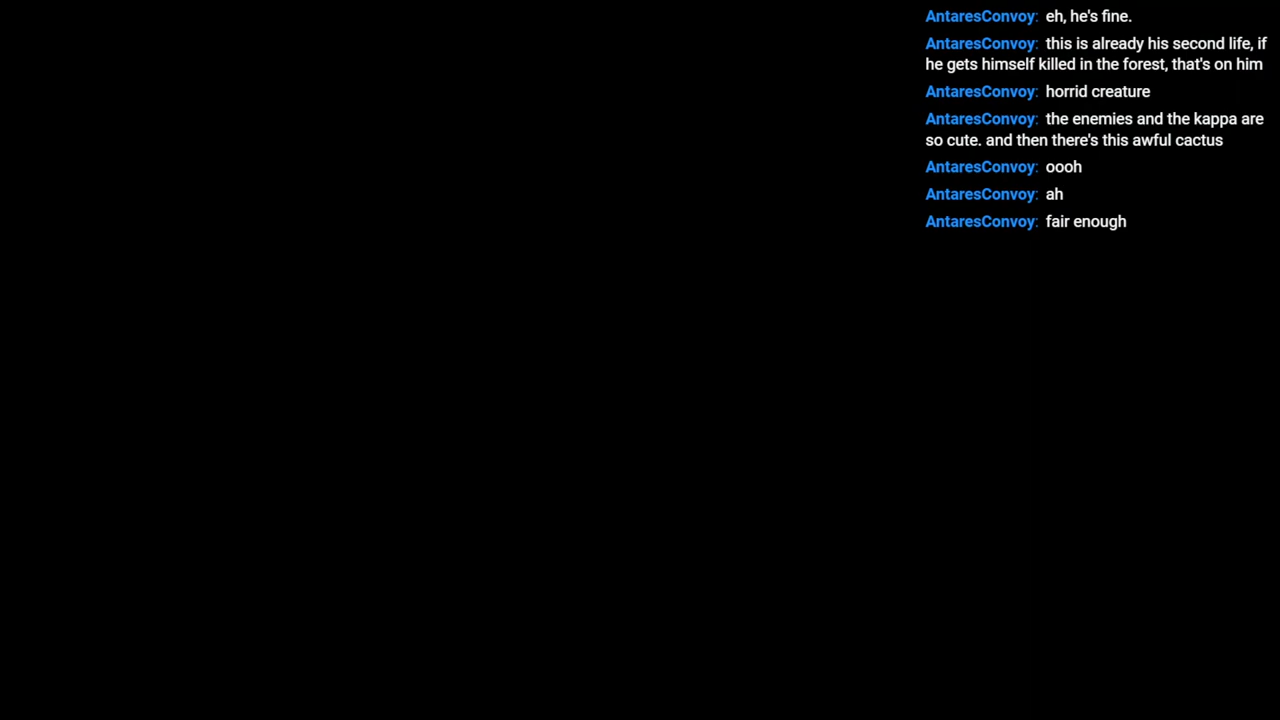 AntaresConvoy: eh, he's fine.
AntaresConvoy: this is already his second life, if
he gets himself killed in the forest, that's on him
AntaresConvoy: horrid creature
AntaresConvoy: the enemies and the kappa are
so cute. and then there's this awful cactus
AntaresConvoy: oooh
AntaresConvoy: ah
AntaresConvoy: fair enough